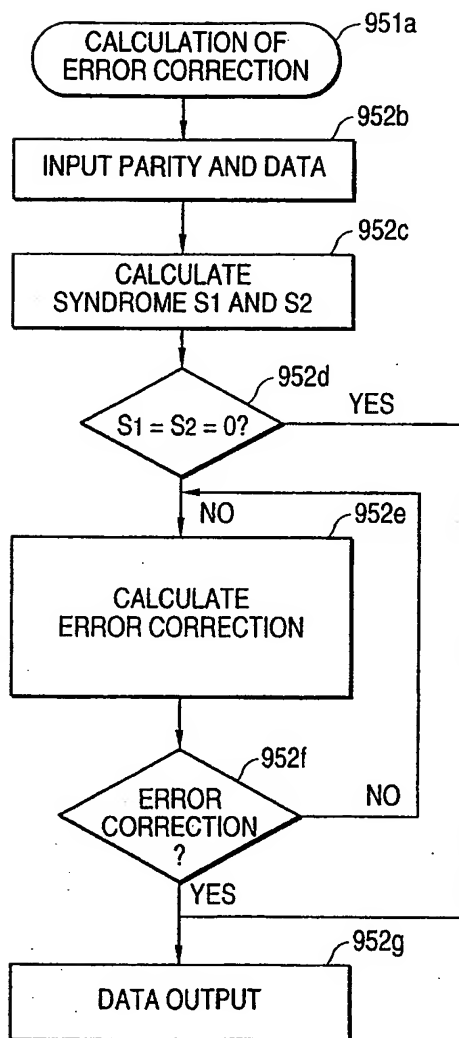 CALCULATION OF
ERROR CORRECTION
951a
952b
INPUT PARITY AND DATA
952c
CALCULATE
SYNDROME S1 AND S2
952d
S1 = S2 = 0?
YES
NO
952e
CALCULATE
ERROR CORRECTION
952f
ERROR
CORRECTION
?
NO
YES
952g
DATA OUTPUT